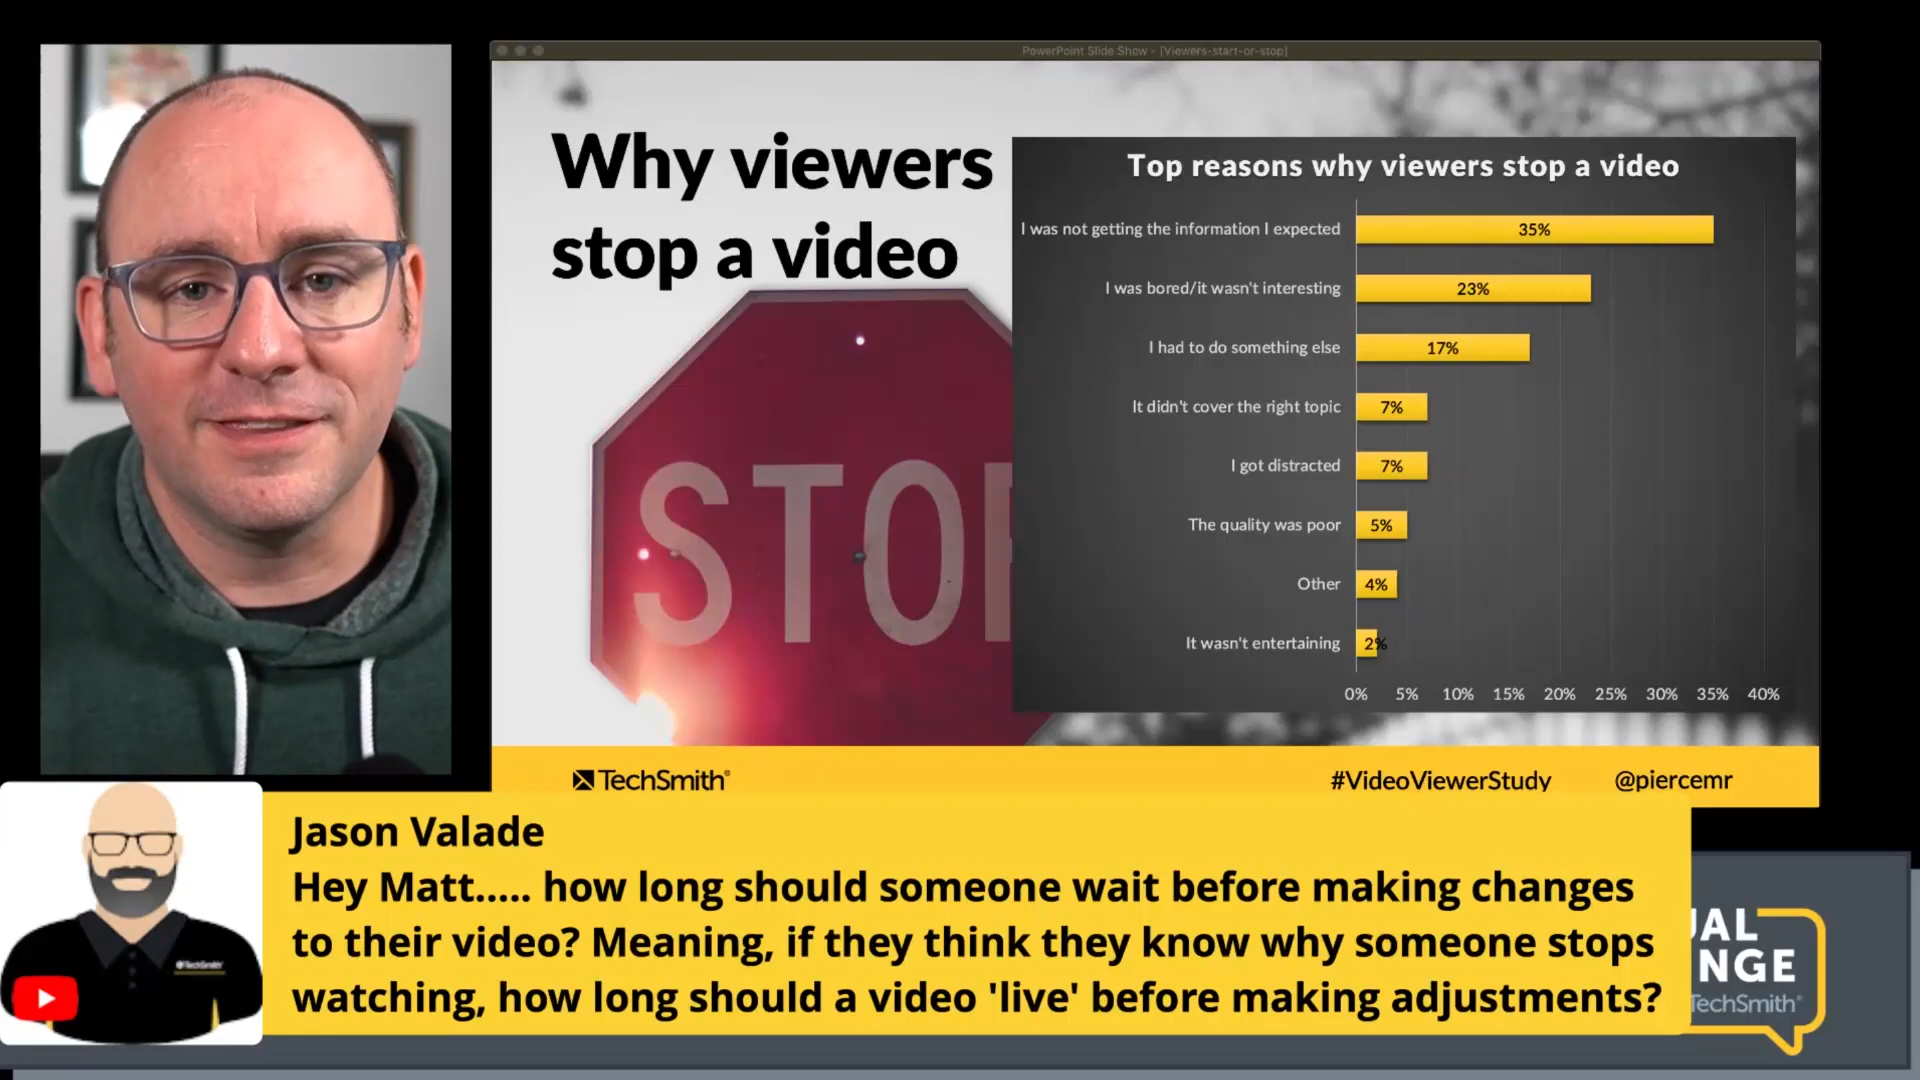 PowerPoint Slide Show - [Viewers-start-or-stop]
Why viewers
stop a video
STOP
Top reasons why viewers stop a video
I was not getting the information I expected 35%
I was bored/it wasn't interesting 23%
I had to do something else 17%
It didn't cover the right topic 7%
I got distracted 7%
The quality was poor 5%
Other 4%
It wasn't entertaining 2%
0% 5% 10% 15% 20% 25% 30% 35% 40%
TechSmith®
#VideoViewerStudy @piercemr
Jason Valade
Hey Matt..... how long should someone wait before making changes
to their video? Meaning, if they think they know why someone stops
watching, how long should a video 'live' before making adjustments?
TechSmith
UAL
NGE
TechSmith®